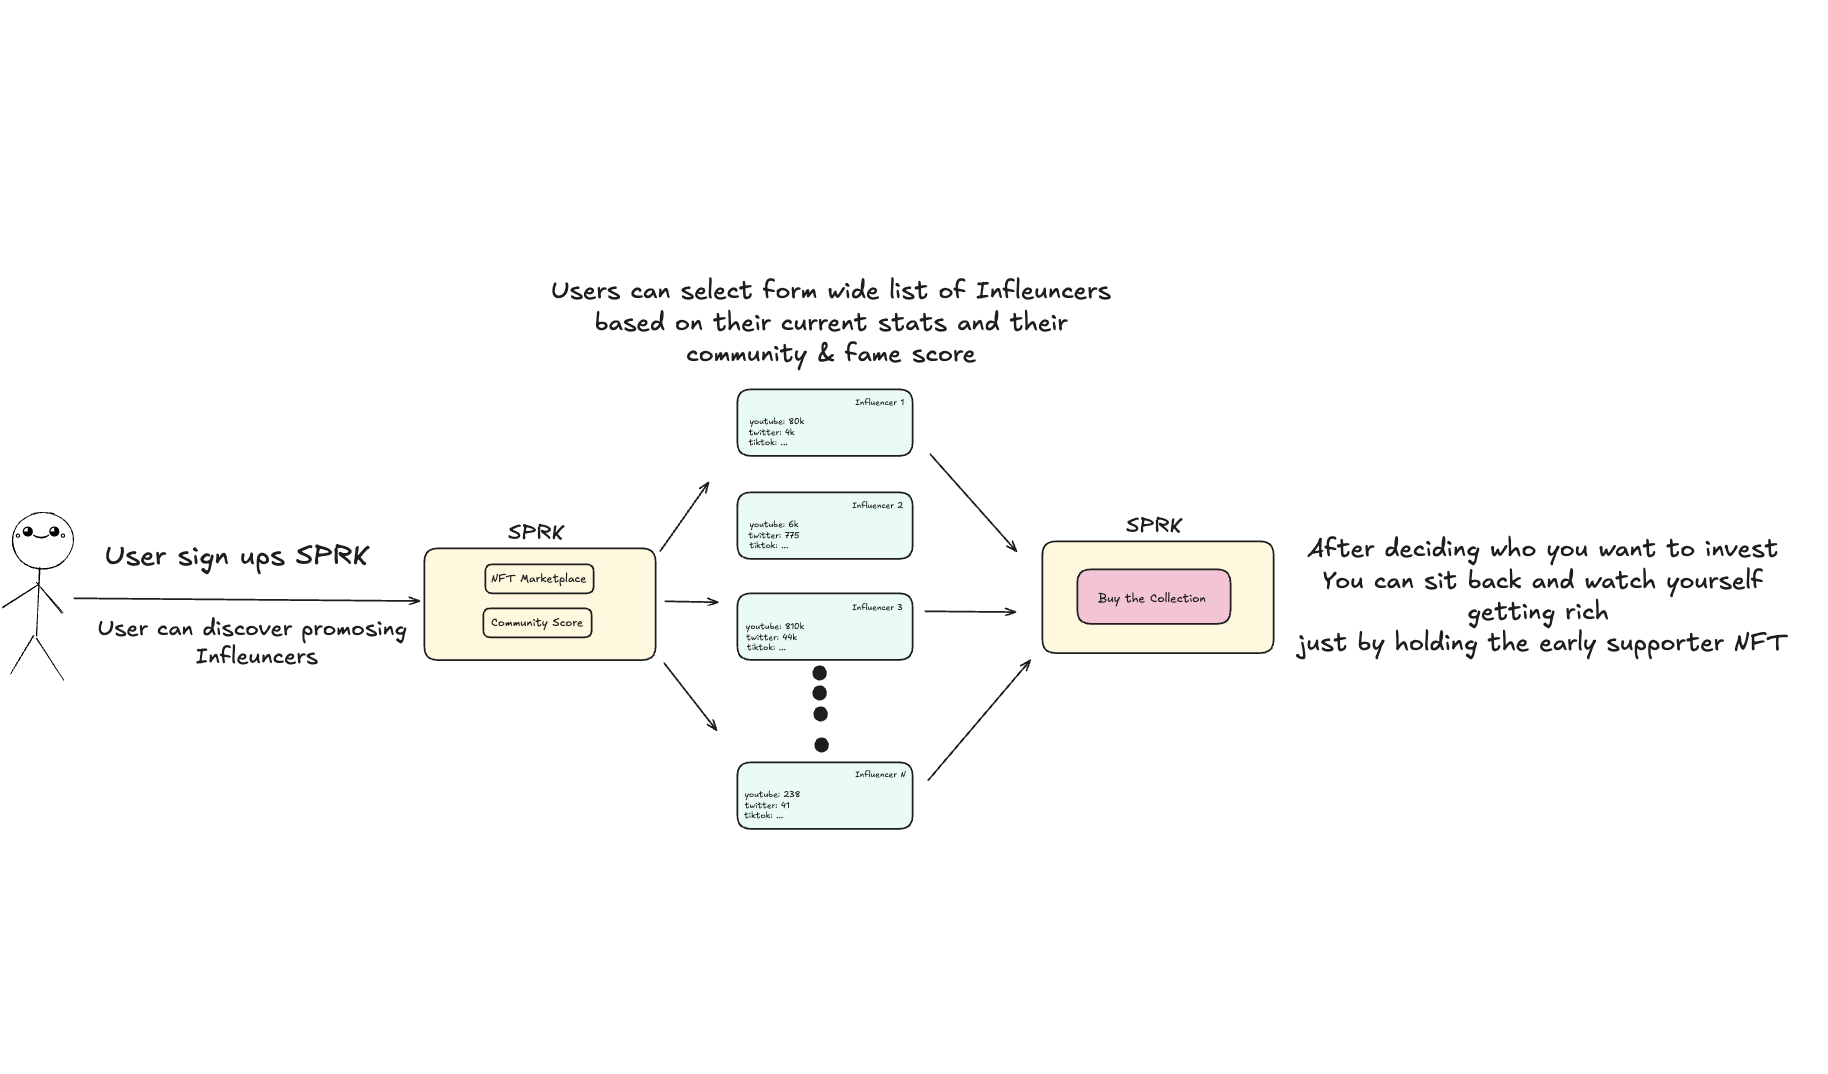 Users can select form wide list of Infleuncers
based on their current stats and their
community & fame score
User sign ups SPRK
User can discover promosing
Infleuncers
SPRK
NFT Marketplace
Community Score
Influencer 1
youtube: 80k
twitter: 4k
tiktok: ...
Influencer 2
youtube: 6k
twitter: 775
tiktok: ...
Influencer 3
youtube: 810k
twitter: 44k
tiktok: ...
Influencer N
youtube: 238
twitter: 41
tiktok: ...
SPRK
Buy the Collection
After deciding who you want to invest
You can sit back and watch yourself
getting rich
just by holding the early supporter NFT